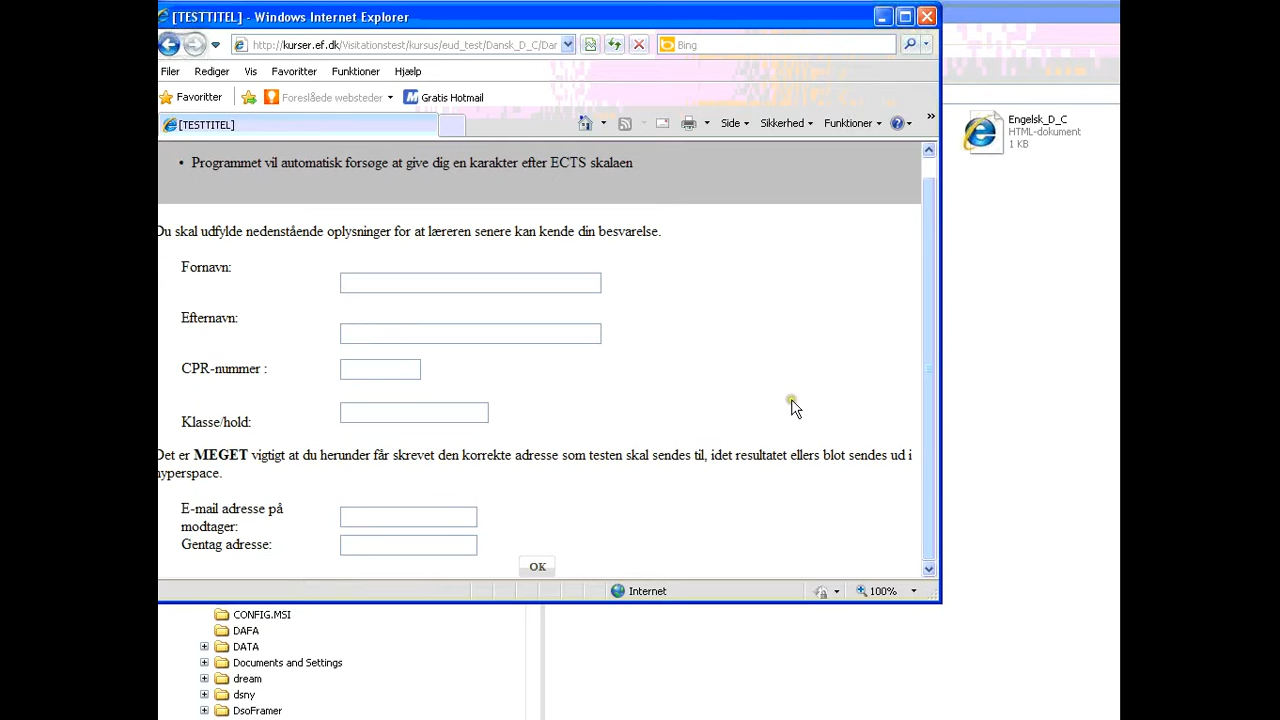 [TESTTITEL] - Windows Internet Explorer
http://kurser.ef.dk/Visitationstest/kursus/eud_test/Dansk_D_C/Dar
Bing
Filer Rediger Vis Favoritter Funktioner Hjælp
Favoritter Foreslåede websteder Gratis Hotmail
[TESTTITEL] Side Sikkerhed Funktioner »
• Programmet vil automatisk forsøge at give dig en karakter efter ECTS skalaen
Du skal udfylde nedenstående oplysninger for at læreren senere kan kende din besvarelse.
Fornavn:
Efternavn:
CPR-nummer :
Klasse/hold:
Det er MEGET vigtigt at du herunder får skrevet den korrekte adresse som testen skal sendes til, idet resultatet ellers blot sendes ud i
hyperspace.
E-mail adresse på
modtager:
Gentag adresse:
OK
Internet 100%
Engelsk_D_C
HTML-dokument
1 KB
CONFIG.MSI
DAFA
DATA
Documents and Settings
dream
dsny
DsoFramer